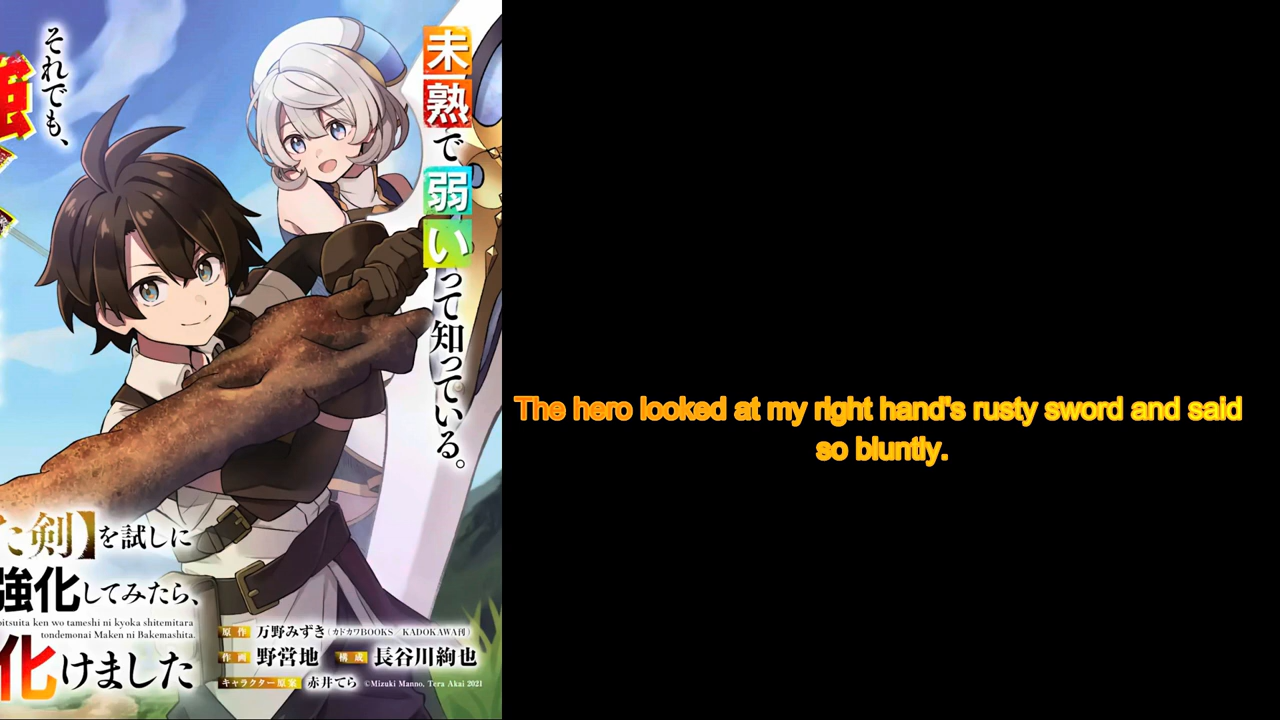 未熟で弱いって知っている。
それでも、
強
た剣】を試しに
強化してみたら、
bitsuita ken wo tameshi ni kyoka shitemitara
tondemonai Maken ni Bakemashita.
化けました
原作 万野みずき(カドカワBOOKS KADOKAWA刊)
作画 野営地 構成 長谷川絢也
キャラクター原案 赤井てら ©Mizuki Manno, Tera Akai 2021
The hero looked at my right hand's rusty sword and said
so bluntly.